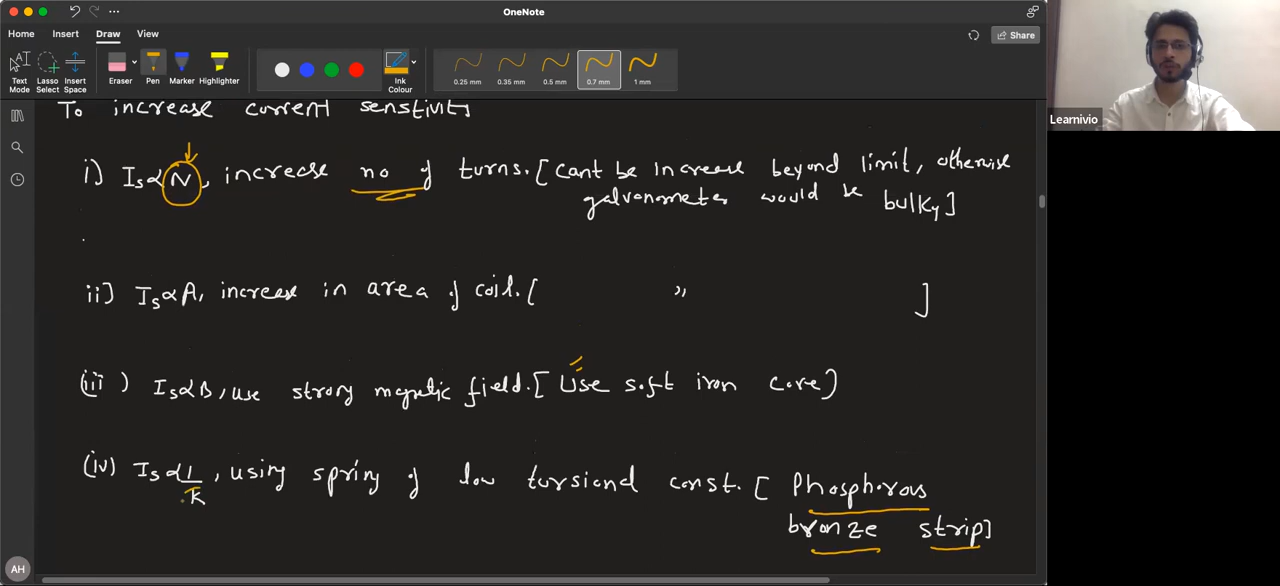 OneNote
Home Insert Draw View
Share
Text Mode
Lasso Select
Insert Space
Eraser
Pen
Marker
Highlighter
Ink Colour
0.25 mm
0.35 mm
0.5 mm
0.7 mm
1 mm
Learnivio
To increase current senstivity
i) Is∝N, increase no of turns. [Cant be increase beyond limit, otherwise
galvanometer would be bulky]
ii] Is∝A, increase in area of coil. [ " ]
(iii) Is∝B, use strong magnetic field. [Use soft iron core)
(iv) Is∝1/K, using spring of low torsional const. [Phosphorous
bronze strip]
AH